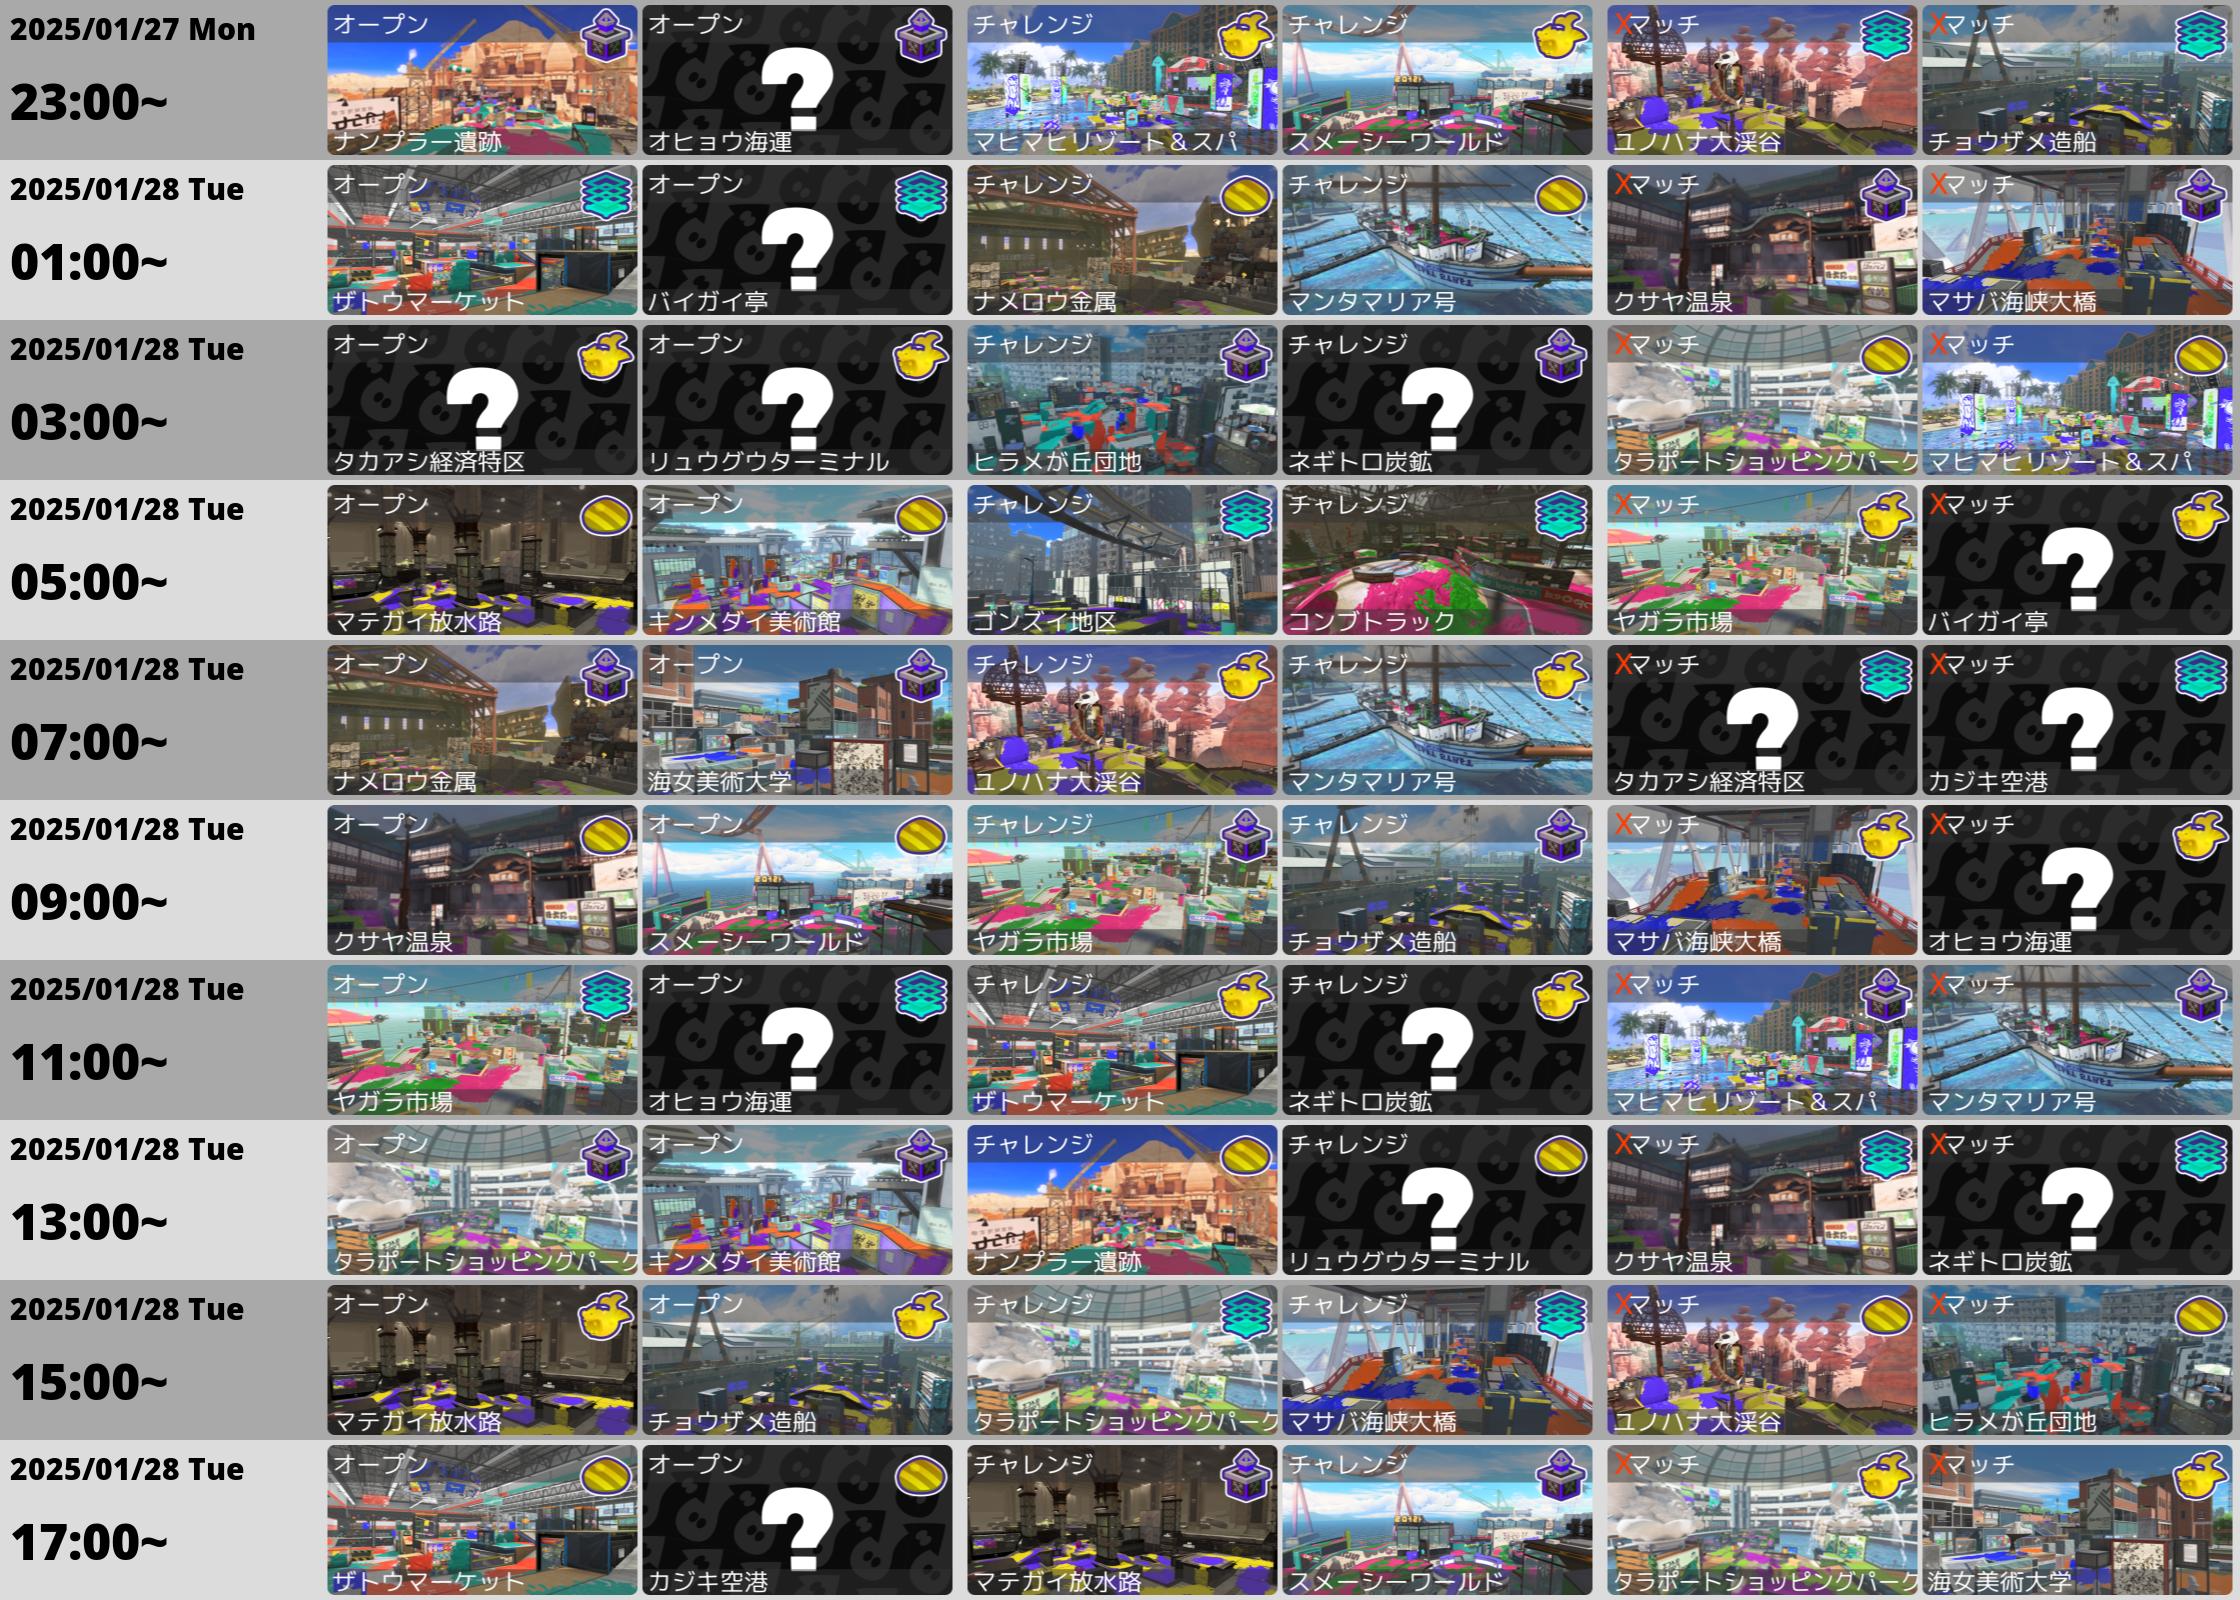 2025/01/27 Mon
23:00~
オープン
ナンプラー遺跡
オープン
オヒョウ海運
チャレンジ
マヒマヒリゾート＆スパ
チャレンジ
スメーシーワールド
Xマッチ
ユノハナ大渓谷
Xマッチ
チョウザメ造船
2025/01/28 Tue
01:00~
オープン
ザトウマーケット
オープン
バイガイ亭
チャレンジ
ナメロウ金属
チャレンジ
マンタマリア号
Xマッチ
クサヤ温泉
Xマッチ
マサバ海峡大橋
2025/01/28 Tue
03:00~
オープン
タカアシ経済特区
オープン
リュウグウターミナル
チャレンジ
ヒラメが丘団地
チャレンジ
ネギトロ炭鉱
Xマッチ
タラポートショッピングパーク
Xマッチ
マヒマヒリゾート＆スパ
2025/01/28 Tue
05:00~
オープン
マテガイ放水路
オープン
キンメダイ美術館
チャレンジ
ゴンズイ地区
チャレンジ
コンブトラック
Xマッチ
ヤガラ市場
Xマッチ
バイガイ亭
2025/01/28 Tue
07:00~
オープン
ナメロウ金属
オープン
海女美術大学
チャレンジ
ユノハナ大渓谷
チャレンジ
マンタマリア号
Xマッチ
タカアシ経済特区
Xマッチ
カジキ空港
2025/01/28 Tue
09:00~
オープン
クサヤ温泉
オープン
スメーシーワールド
チャレンジ
ヤガラ市場
チャレンジ
チョウザメ造船
Xマッチ
マサバ海峡大橋
Xマッチ
オヒョウ海運
2025/01/28 Tue
11:00~
オープン
ヤガラ市場
オープン
オヒョウ海運
チャレンジ
ザトウマーケット
チャレンジ
ネギトロ炭鉱
Xマッチ
マヒマヒリゾート＆スパ
Xマッチ
マンタマリア号
2025/01/28 Tue
13:00~
オープン
タラポートショッピングパーク
オープン
キンメダイ美術館
チャレンジ
ナンプラー遺跡
チャレンジ
リュウグウターミナル
Xマッチ
クサヤ温泉
Xマッチ
ネギトロ炭鉱
2025/01/28 Tue
15:00~
オープン
マテガイ放水路
オープン
チョウザメ造船
チャレンジ
タラポートショッピングパーク
チャレンジ
マサバ海峡大橋
Xマッチ
ユノハナ大渓谷
Xマッチ
ヒラメが丘団地
2025/01/28 Tue
17:00~
オープン
ザトウマーケット
オープン
カジキ空港
チャレンジ
マテガイ放水路
チャレンジ
スメーシーワールド
Xマッチ
タラポートショッピングパーク
Xマッチ
海女美術大学